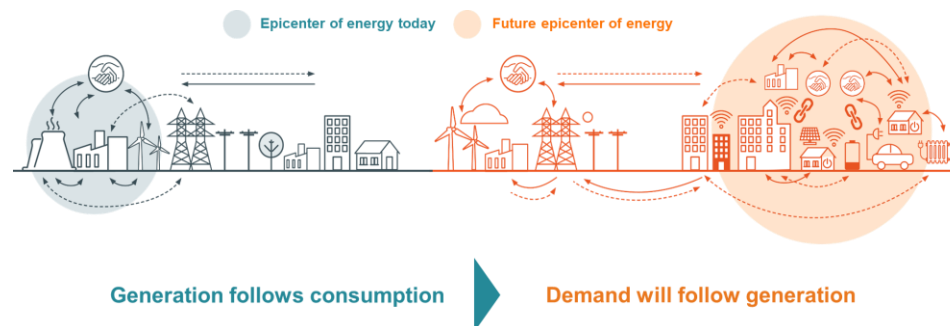 Epicenter of energy today
Future epicenter of energy
Generation follows consumption
Demand will follow generation